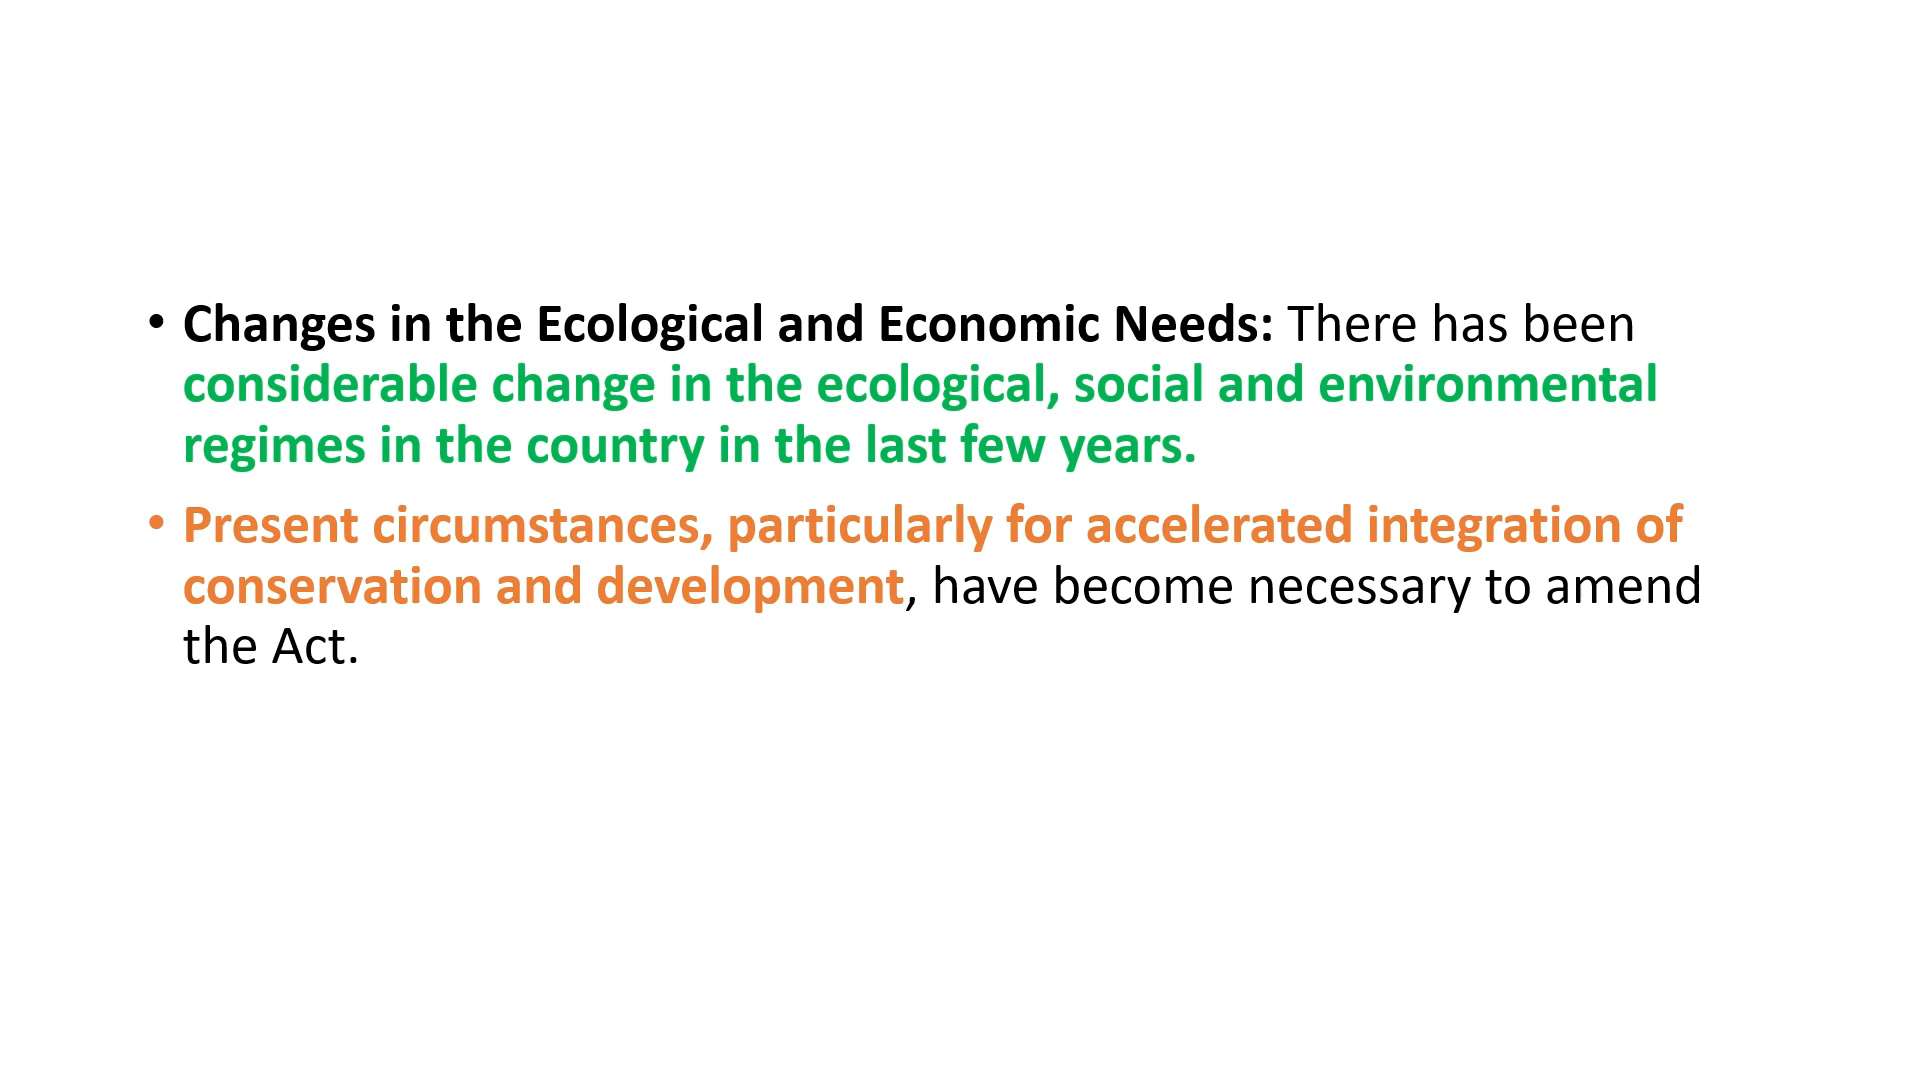 • Changes in the Ecological and Economic Needs: There has been
considerable change in the ecological, social and environmental
regimes in the country in the last few years.
• Present circumstances, particularly for accelerated integration of
conservation and development, have become necessary to amend
the Act.